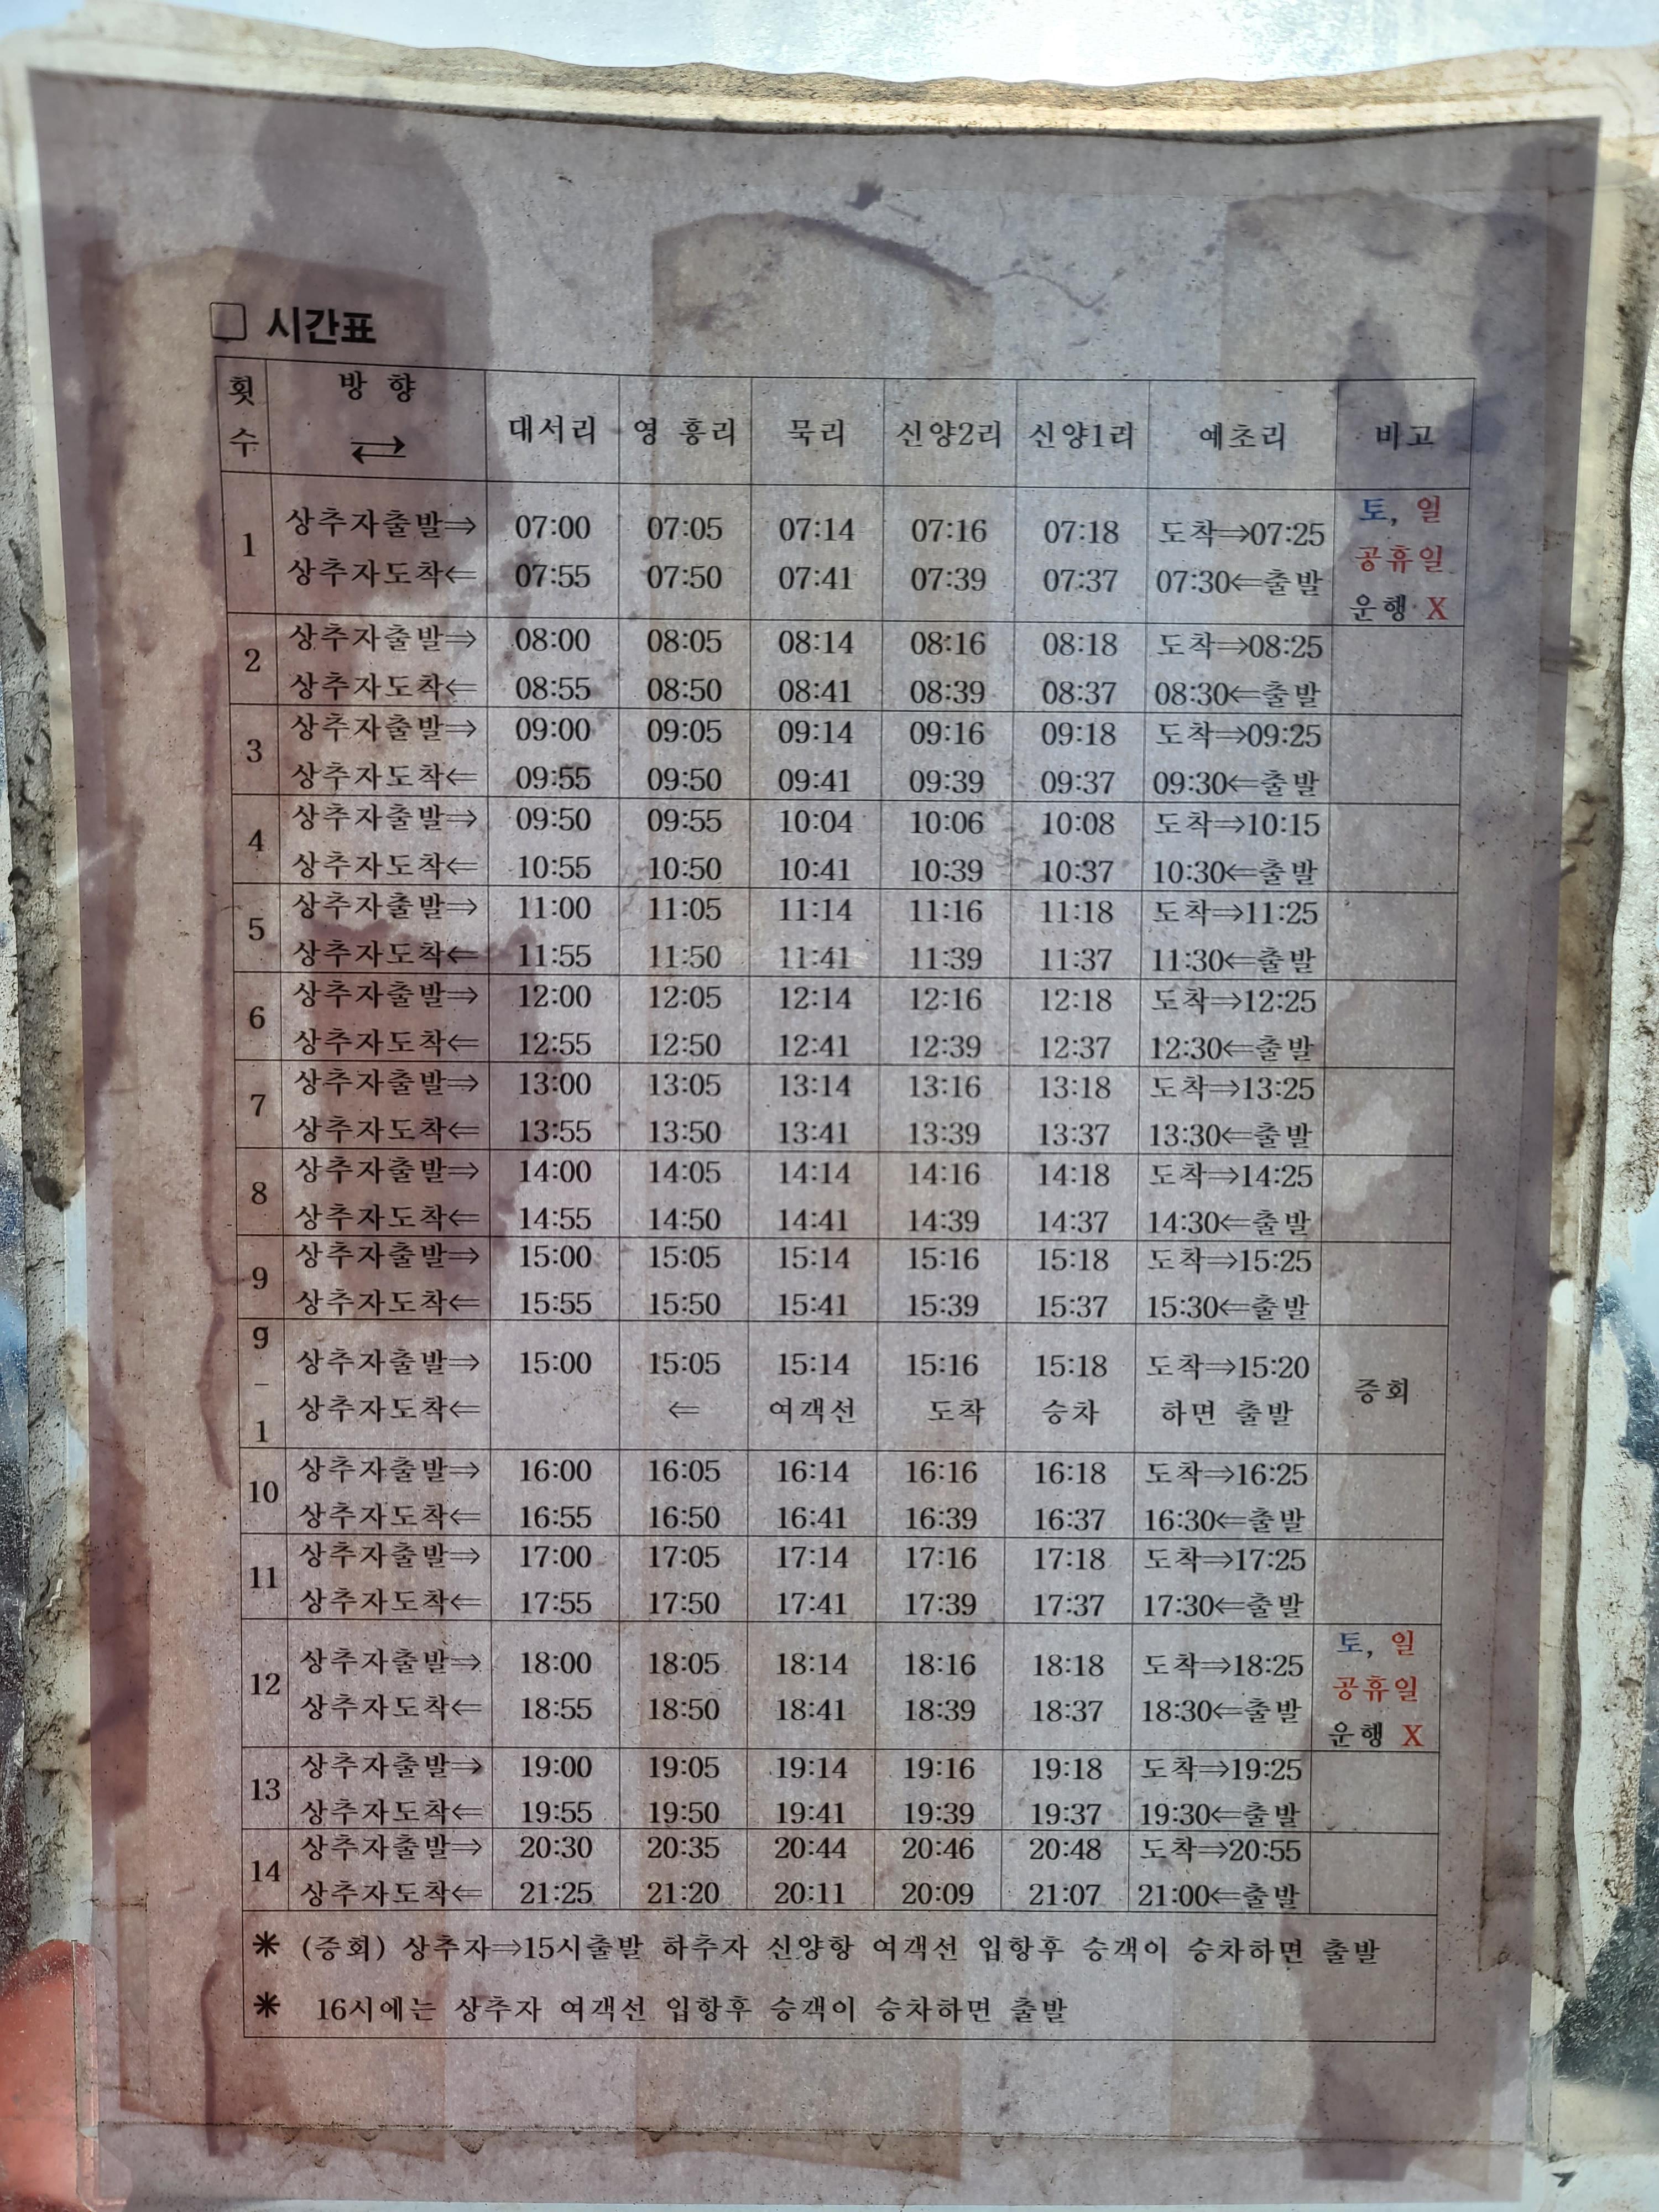 □ 시간표
횟수 방 향 ⇄ 대서리 영 흥리 묵리 신양2리 신양1리 예초리 비고
1 상추자출발⇒ 07:00 07:05 07:14 07:16 07:18 도착⇒07:25 토, 일
상추자도착⇐ 07:55 07:50 07:41 07:39 07:37 07:30⇐출발 공휴일
운행 X
2 상추자출발⇒ 08:00 08:05 08:14 08:16 08:18 도착⇒08:25
상추자도착⇐ 08:55 08:50 08:41 08:39 08:37 08:30⇐출발
3 상추자출발⇒ 09:00 09:05 09:14 09:16 09:18 도착⇒09:25
상추자도착⇐ 09:55 09:50 09:41 09:39 09:37 09:30⇐출발
4 상추자출발⇒ 09:50 09:55 10:04 10:06 10:08 도착⇒10:15
상추자도착⇐ 10:55 10:50 10:41 10:39 10:37 10:30⇐출발
5 상추자출발⇒ 11:00 11:05 11:14 11:16 11:18 도착⇒11:25
상추자도착⇐ 11:55 11:50 11:41 11:39 11:37 11:30⇐출발
6 상추자출발⇒ 12:00 12:05 12:14 12:16 12:18 도착⇒12:25
상추자도착⇐ 12:55 12:50 12:41 12:39 12:37 12:30⇐출발
7 상추자출발⇒ 13:00 13:05 13:14 13:16 13:18 도착⇒13:25
상추자도착⇐ 13:55 13:50 13:41 13:39 13:37 13:30⇐출발
8 상추자출발⇒ 14:00 14:05 14:14 14:16 14:18 도착⇒14:25
상추자도착⇐ 14:55 14:50 14:41 14:39 14:37 14:30⇐출발
9 상추자출발⇒ 15:00 15:05 15:14 15:16 15:18 도착⇒15:25
상추자도착⇐ 15:55 15:50 15:41 15:39 15:37 15:30⇐출발
9-1 상추자출발⇒ 15:00 15:05 15:14 15:16 15:18 도착⇒15:20 증회
상추자도착⇐ ⇐ 여객선 도착 승차 하면 출발
10 상추자출발⇒ 16:00 16:05 16:14 16:16 16:18 도착⇒16:25
상추자도착⇐ 16:55 16:50 16:41 16:39 16:37 16:30⇐출발
11 상추자출발⇒ 17:00 17:05 17:14 17:16 17:18 도착⇒17:25
상추자도착⇐ 17:55 17:50 17:41 17:39 17:37 17:30⇐출발
12 상추자출발⇒ 18:00 18:05 18:14 18:16 18:18 도착⇒18:25 토, 일
상추자도착⇐ 18:55 18:50 18:41 18:39 18:37 18:30⇐출발 공휴일
운행 X
13 상추자출발⇒ 19:00 19:05 19:14 19:16 19:18 도착⇒19:25
상추자도착⇐ 19:55 19:50 19:41 19:39 19:37 19:30⇐출발
14 상추자출발⇒ 20:30 20:35 20:44 20:46 20:48 도착⇒20:55
상추자도착⇐ 21:25 21:20 20:11 20:09 21:07 21:00⇐출발
＊ (증회) 상추자⇒15시출발 하추자 신양항 여객선 입항후 승객이 승차하면 출발
＊ 16시에는 상추자 여객선 입항후 승객이 승차하면 출발